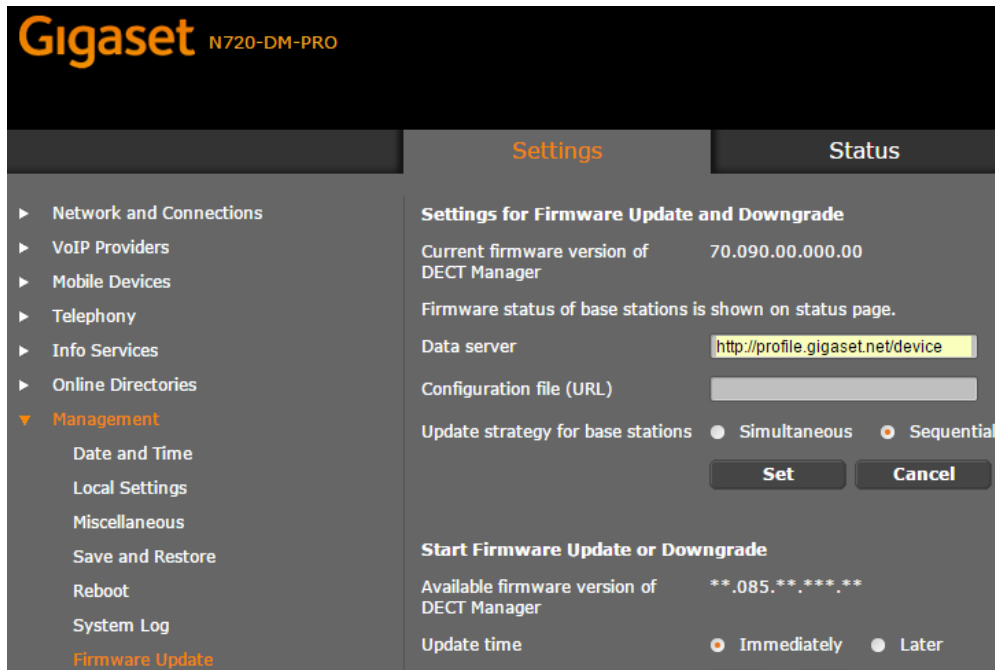 Gigaset N720-DM-PRO
Settings
Status
Network and Connections
VoIP Providers
Mobile Devices
Telephony
Info Services
Online Directories
Management
Date and Time
Local Settings
Miscellaneous
Save and Restore
Reboot
System Log
Firmware Update
Settings for Firmware Update and Downgrade
Current firmware version of 70.090.00.000.00
DECT Manager
Firmware status of base stations is shown on status page.
Data server http://profile.gigaset.net/device
Configuration file (URL)
Update strategy for base stations Simultaneous Sequential
Set Cancel
Start Firmware Update or Downgrade
Available firmware version of **.085.**.***.**
DECT Manager
Update time Immediately Later